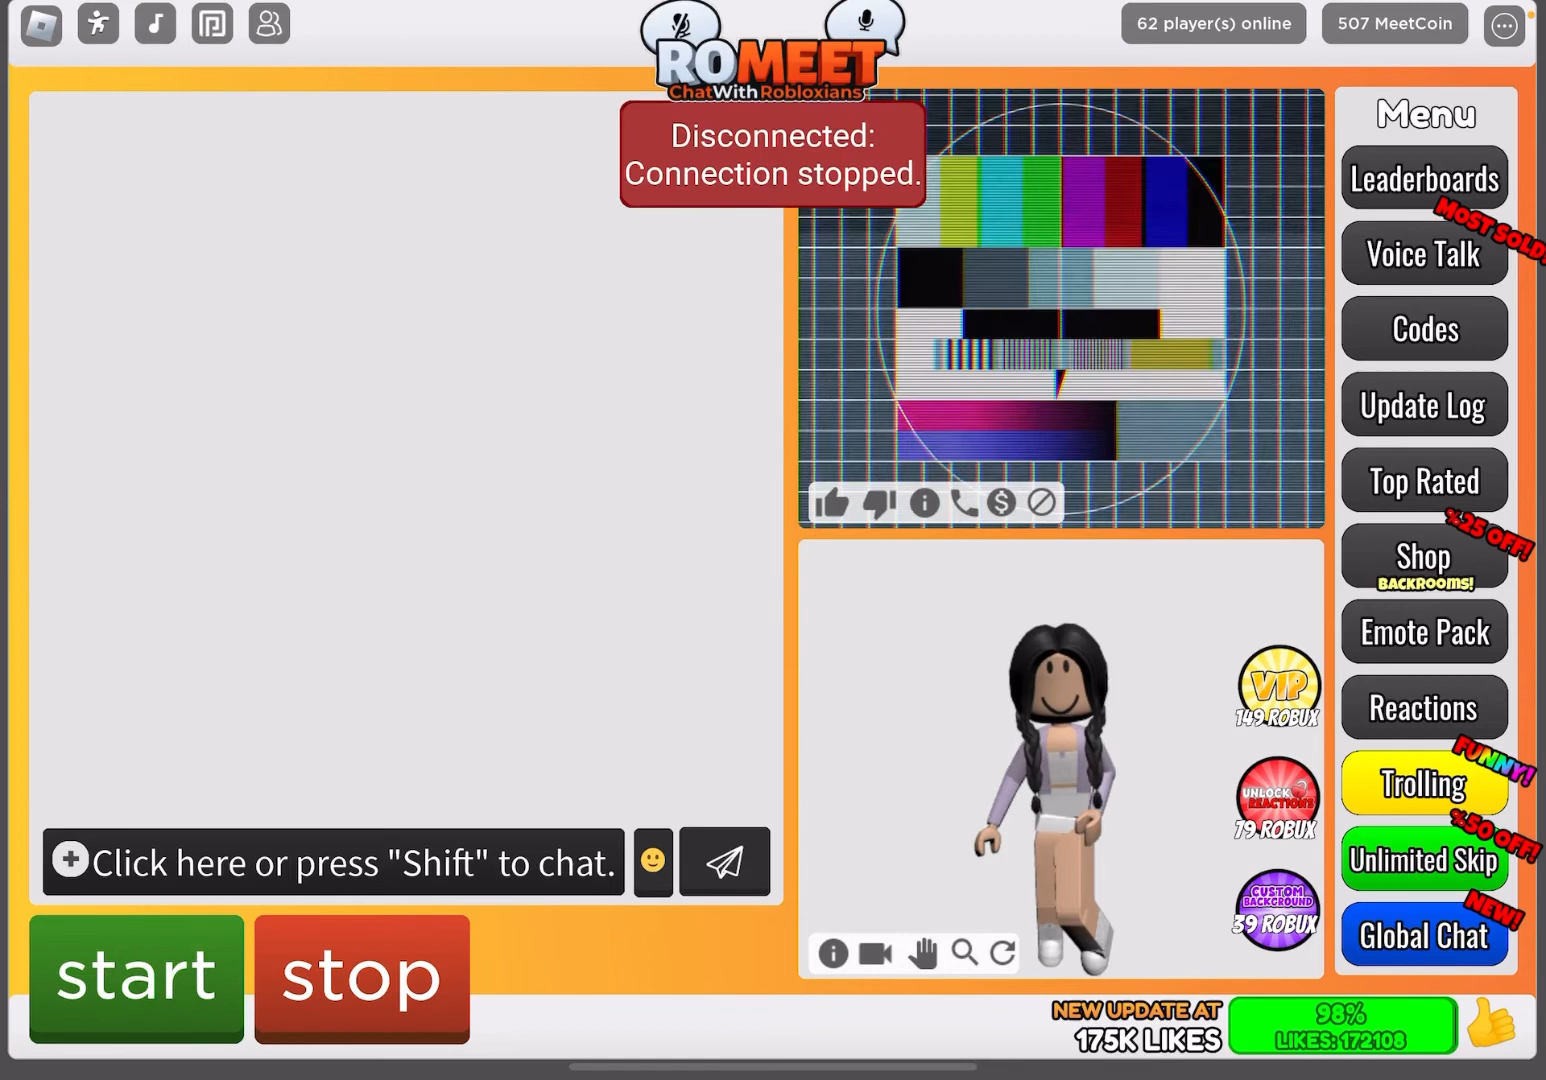 62 player(s) online
507 MeetCoin
ROMEET
ChatWithRobloxians
Disconnected:
Connection stopped.
Menu
Leaderboards
MOST SOLD!
Voice Talk
Codes
Update Log
Top Rated
%25 OFF!
Shop
BACKROOMS!
Emote Pack
Reactions
FUNNY!
Trolling
%50 OFF!
Unlimited Skip
NEW!
Global Chat
VIP
149 ROBUX
UNLOCK
REACTIONS
79 ROBUX
CUSTOM
BACKGROUND
39 ROBUX
Click here or press "Shift" to chat.
start
stop
NEW UPDATE AT
175K LIKES
98%
LIKES: 172108